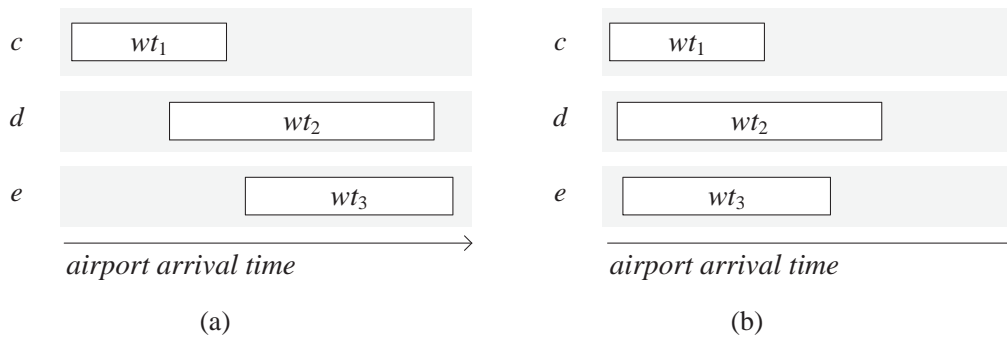 c wt₁ c wt₁
d wt₂ d wt₂
e wt₃ e wt₃
airport arrival time airport arrival time
(a) (b)